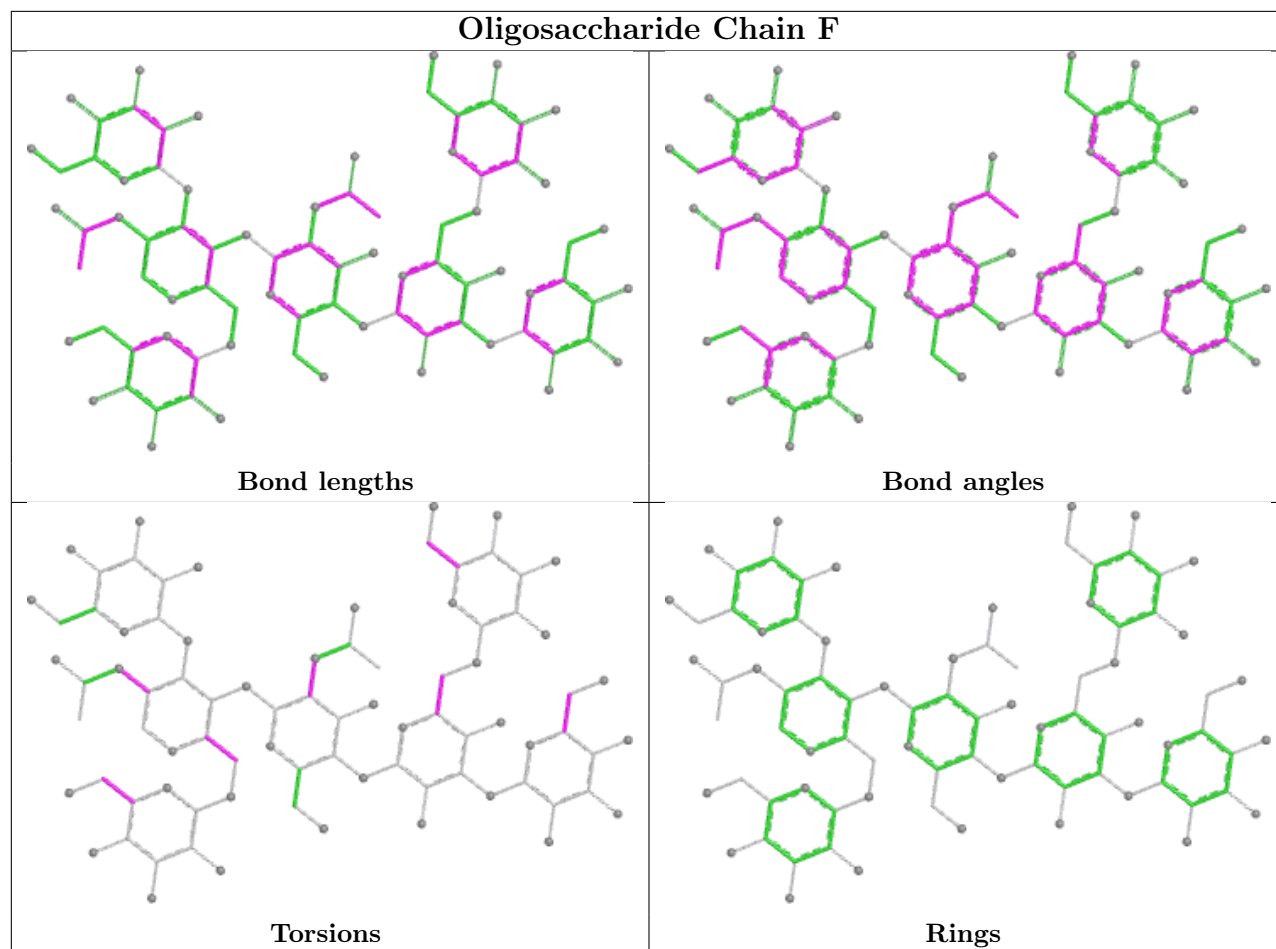 Oligosaccharide Chain F
Bond lengths
Bond angles
Torsions
Rings